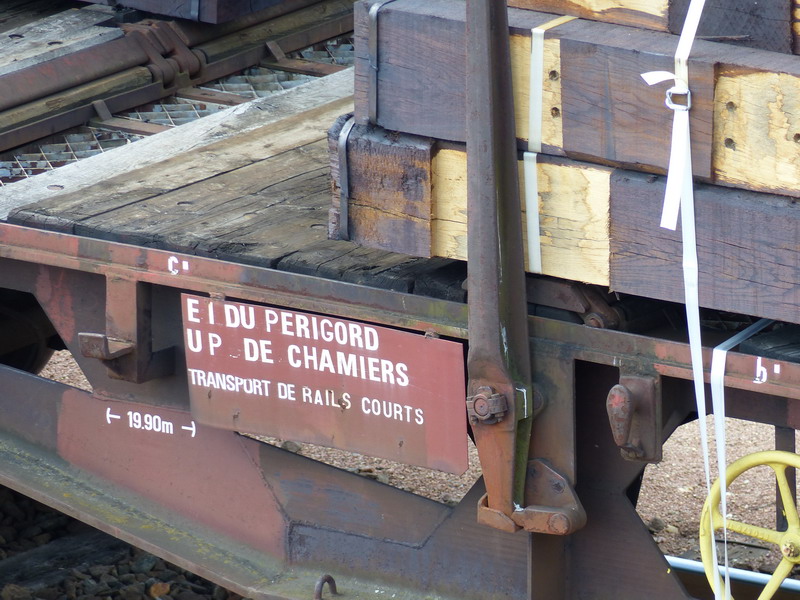 C
E I DU PERIGORD
U P DE CHAMIERS
TRANSPORT DE RAILS COURTS
19.90m
h